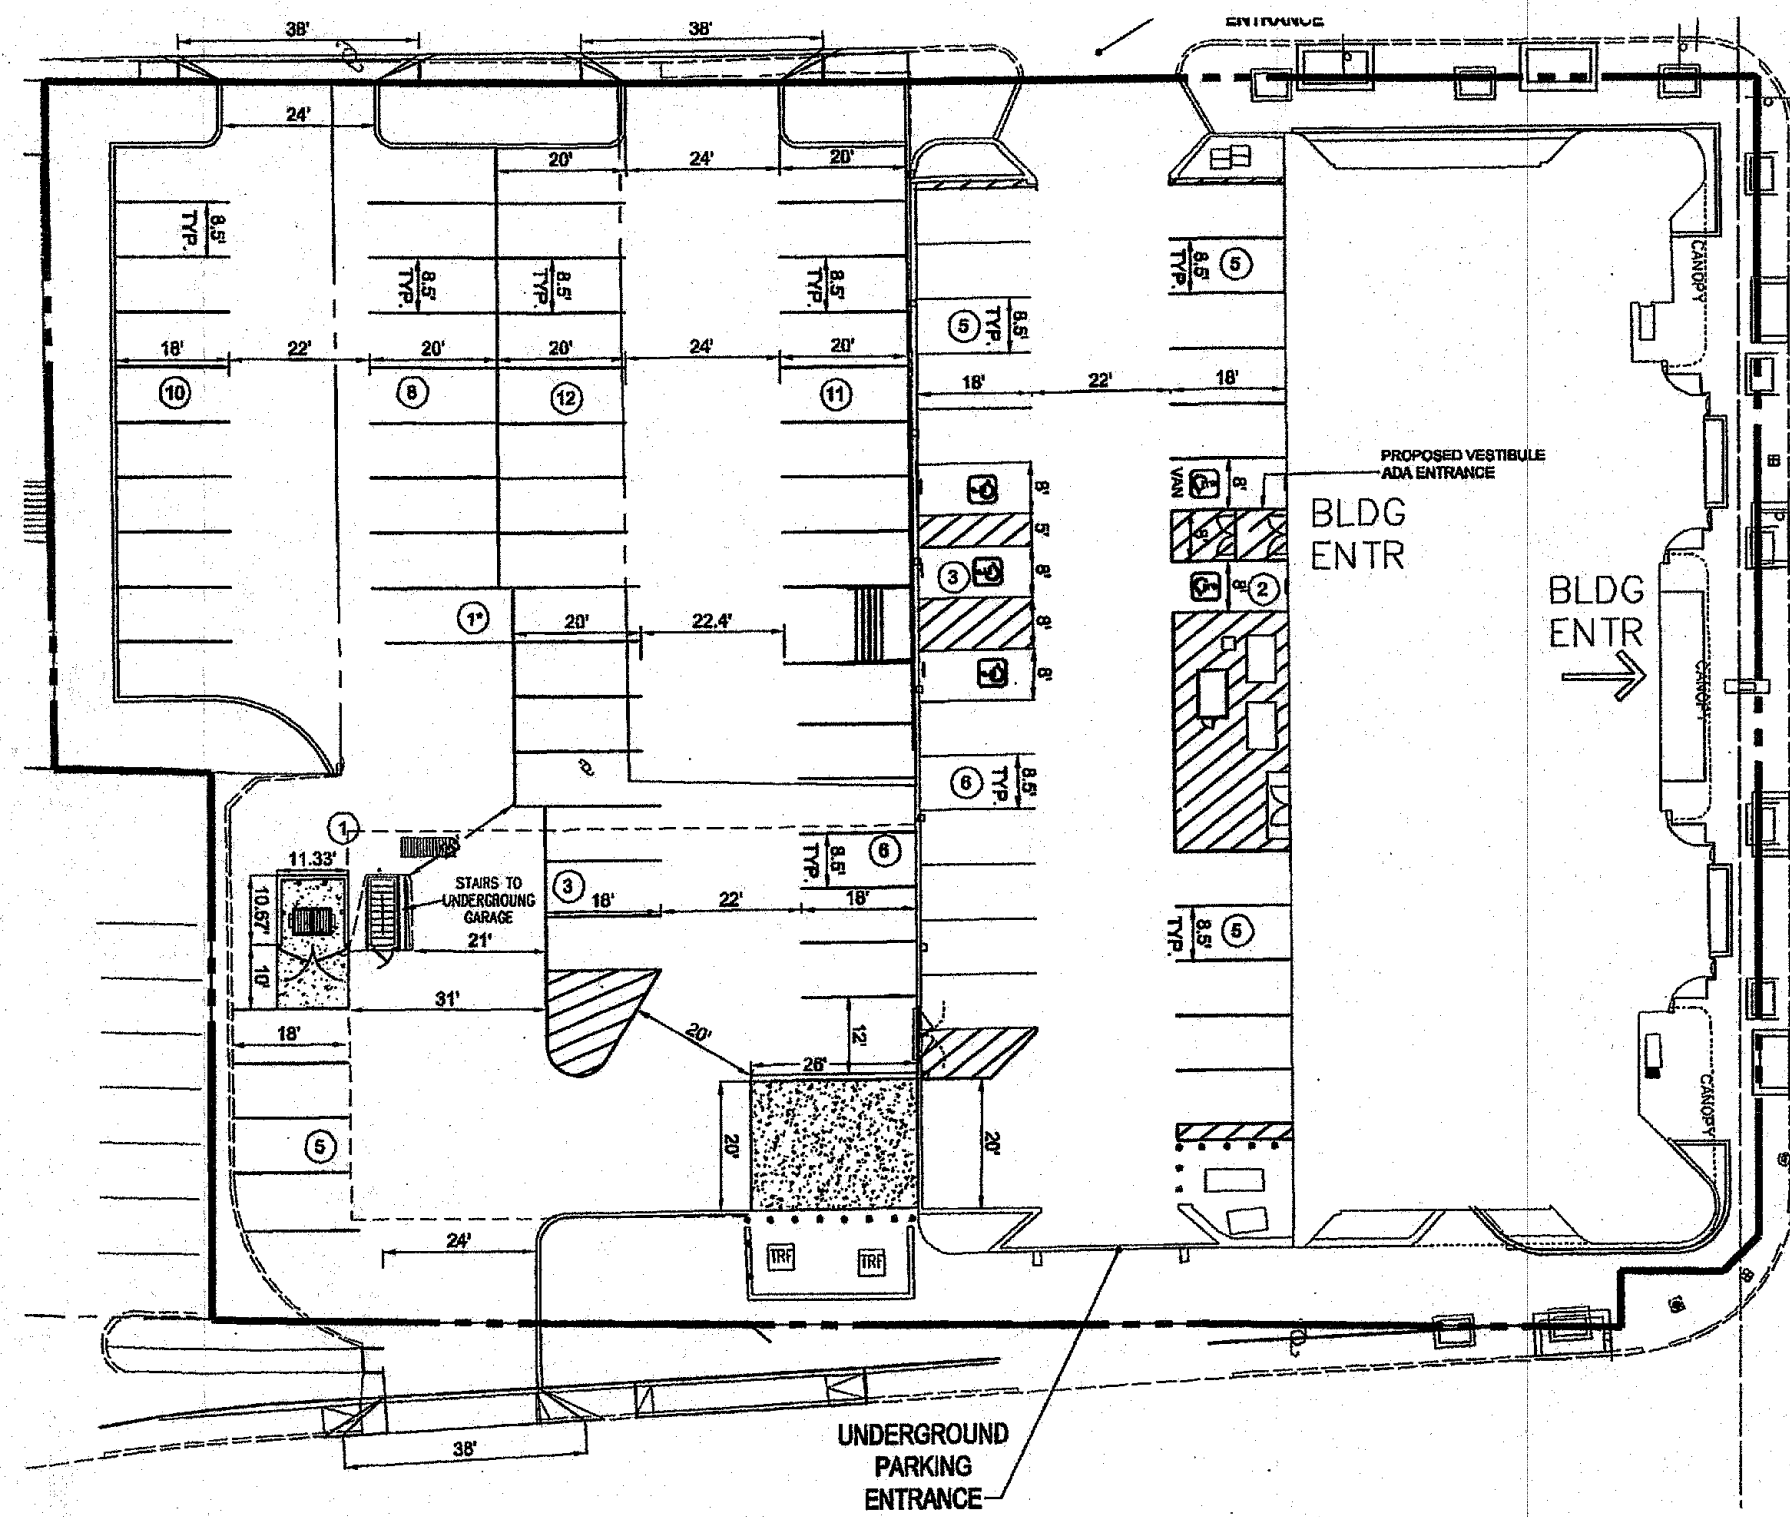 ENTRANCE
38'
38'
24'
20'
24'
20'
8.5'
TYP.
8.5'
TYP.
8.5'
TYP.
8.5'
TYP.
8.5'
TYP.
5
5
8.5'
TYP.
CANOPY
18'
22'
20'
20'
24'
20'
10
8
12
11
18'
22'
18'
PROPOSED VESTIBULE
ADA ENTRANCE
VAN
8'
8'
5'
8'
8'
8'
8'
8'
BLDG
ENTR
3
2
1*
20'
22.4'
BLDG
ENTR
CANOPY
6
8.5'
TYP.
1
11.33'
10.67'
10'
STAIRS TO
UNDERGROUNG
GARAGE
21'
31'
18'
3
18'
22'
18'
8.5'
TYP.
6
8.5'
TYP.
5
20'
12'
26'
20'
20'
5
CANOPY
24'
TRF
TRF
38'
UNDERGROUND
PARKING
ENTRANCE